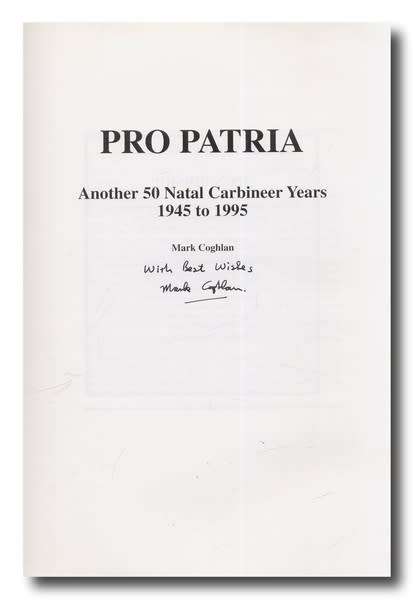 PRO PATRIA
Another 50 Natal Carbineer Years
1945 to 1995
Mark Coghlan
With Best Wishes
Mark Coghlan.